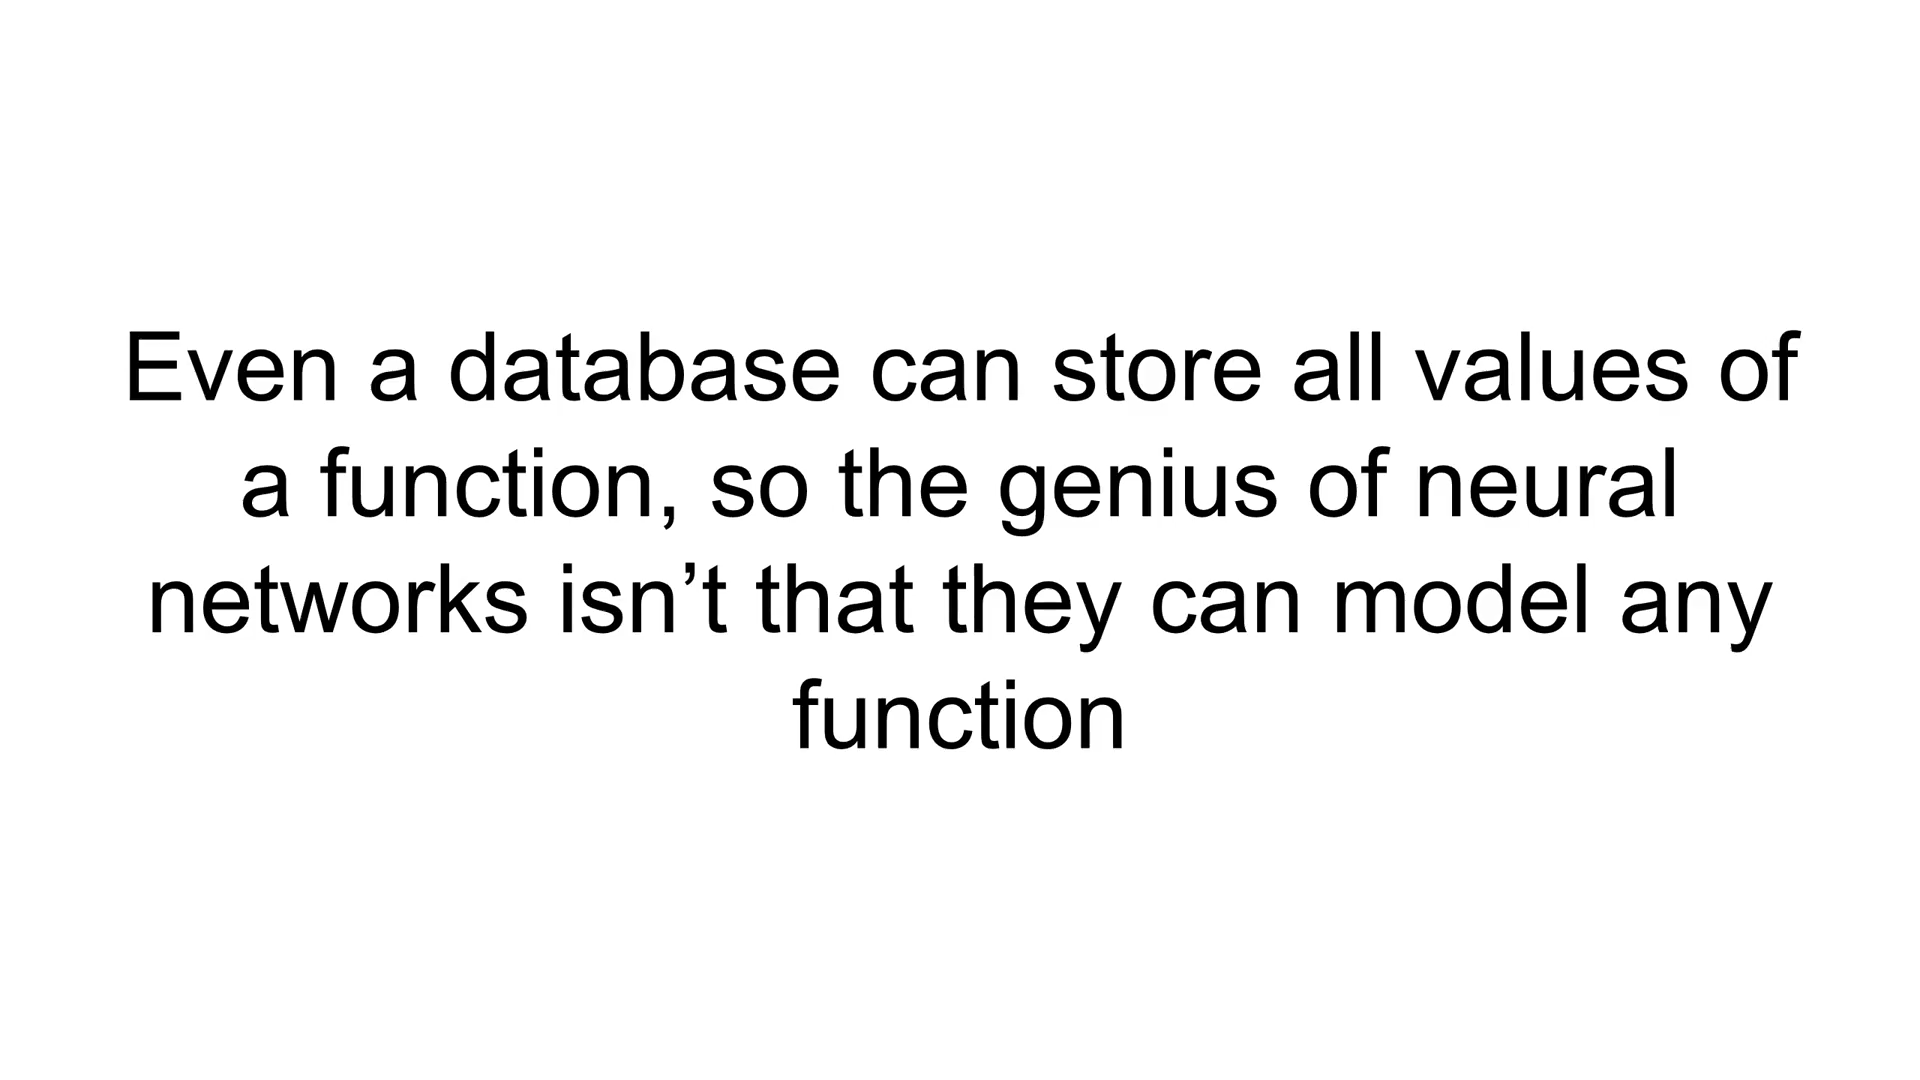 Even a database can store all values of
a function, so the genius of neural
networks isn’t that they can model any
function